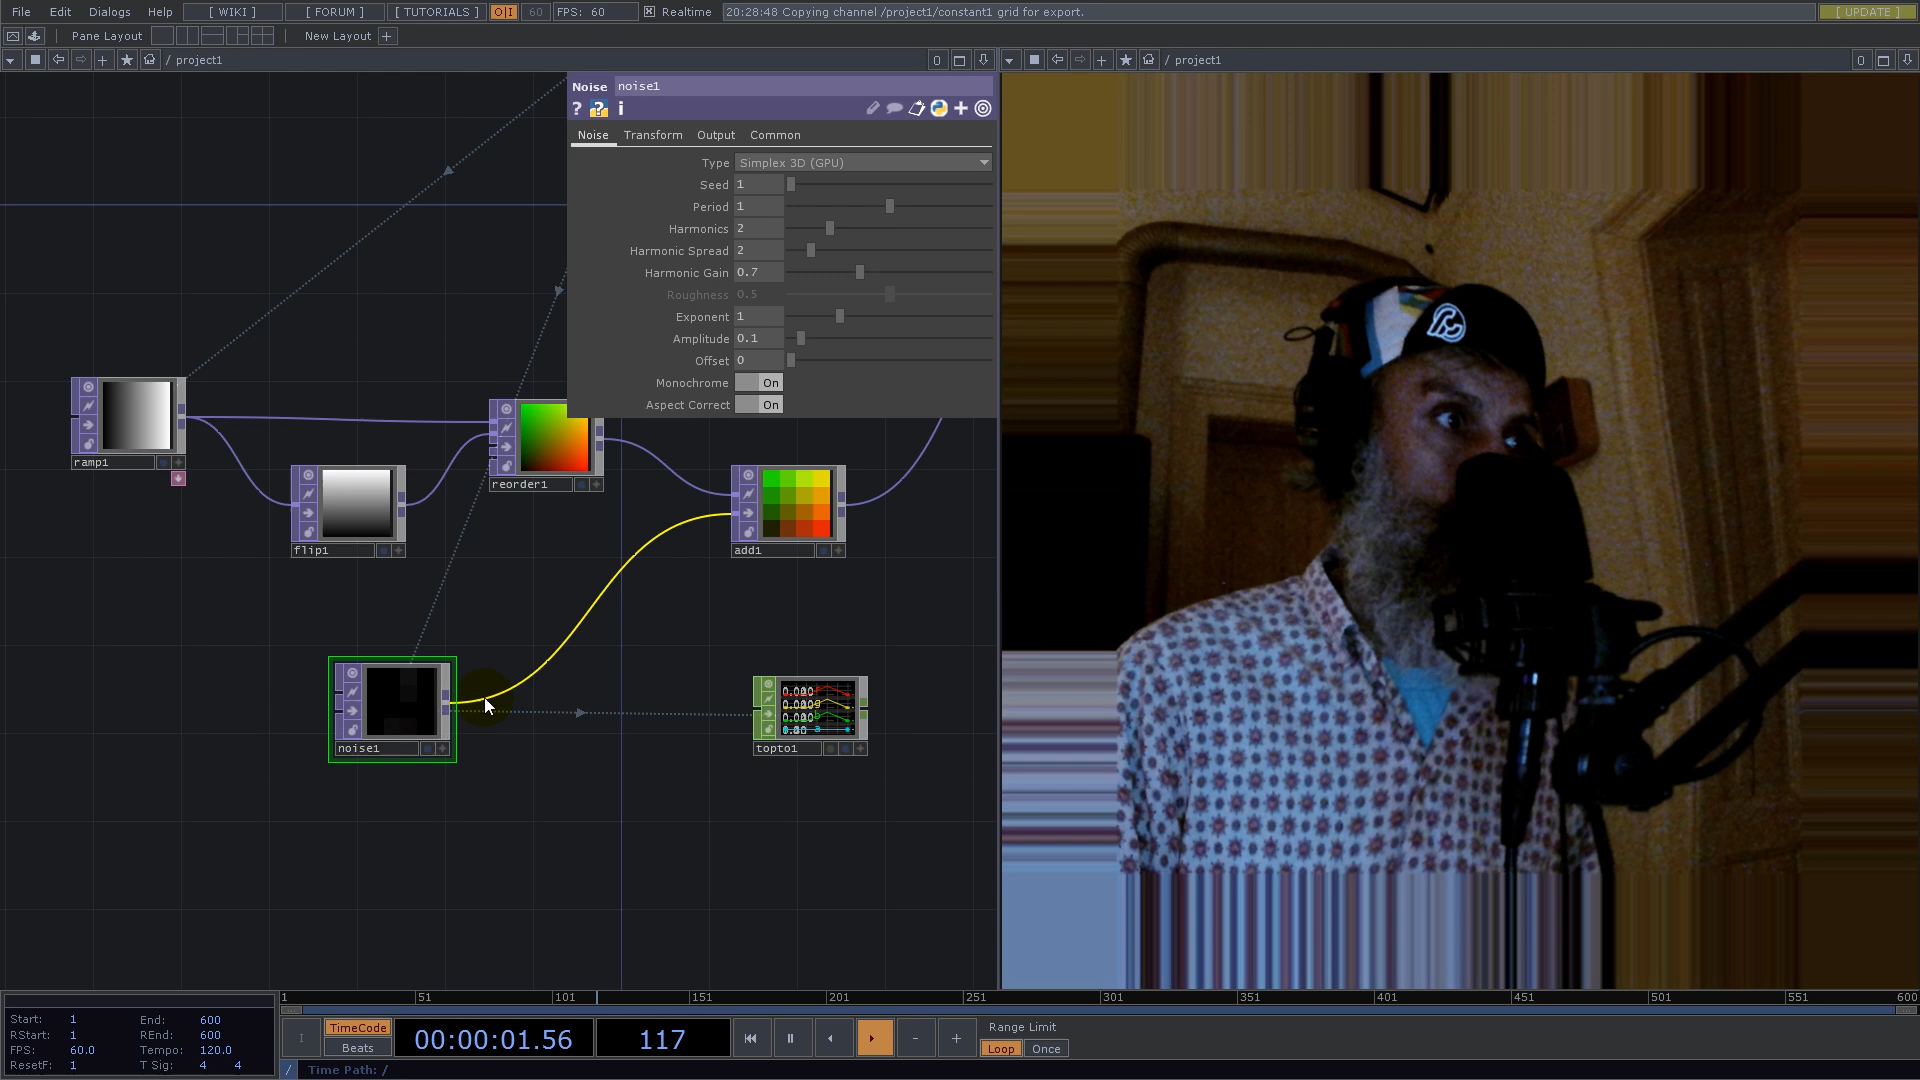 File Edit Dialogs Help [ WIKI ] [ FORUM ] [ TUTORIALS ] O|I 60 FPS: 60 Realtime 20:28:48 Copying channel /project1/constant1 grid for export. [ UPDATE ]
Pane Layout New Layout +
/ project1 0 / project1 0
Noise noise1
? ? i
Noise Transform Output Common
Type Simplex 3D (GPU)
Seed 1
Period 1
Harmonics 2
Harmonic Spread 2
Harmonic Gain 0.7
Roughness 0.5
Exponent 1
Amplitude 0.1
Offset 0
Monochrome On
Aspect Correct On
ramp1
reorder1
flip1
add1
noise1
topto1
1 51 101 151 201 251 301 351 401 451 501 551 600
Start: 1 End: 600
RStart: 1 REnd: 600
FPS: 60.0 Tempo: 120.0
ResetF: 1 T Sig: 4 4
I TimeCode
Beats
00:00:01.56 117
- +
Range Limit
Loop Once
/ Time Path: /